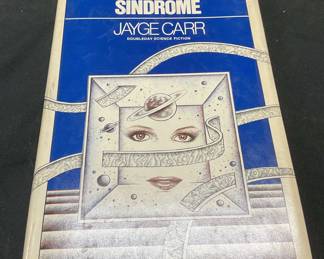 SINDROME
JAYGE CARR
DOUBLEDAY SCIENCE FICTION